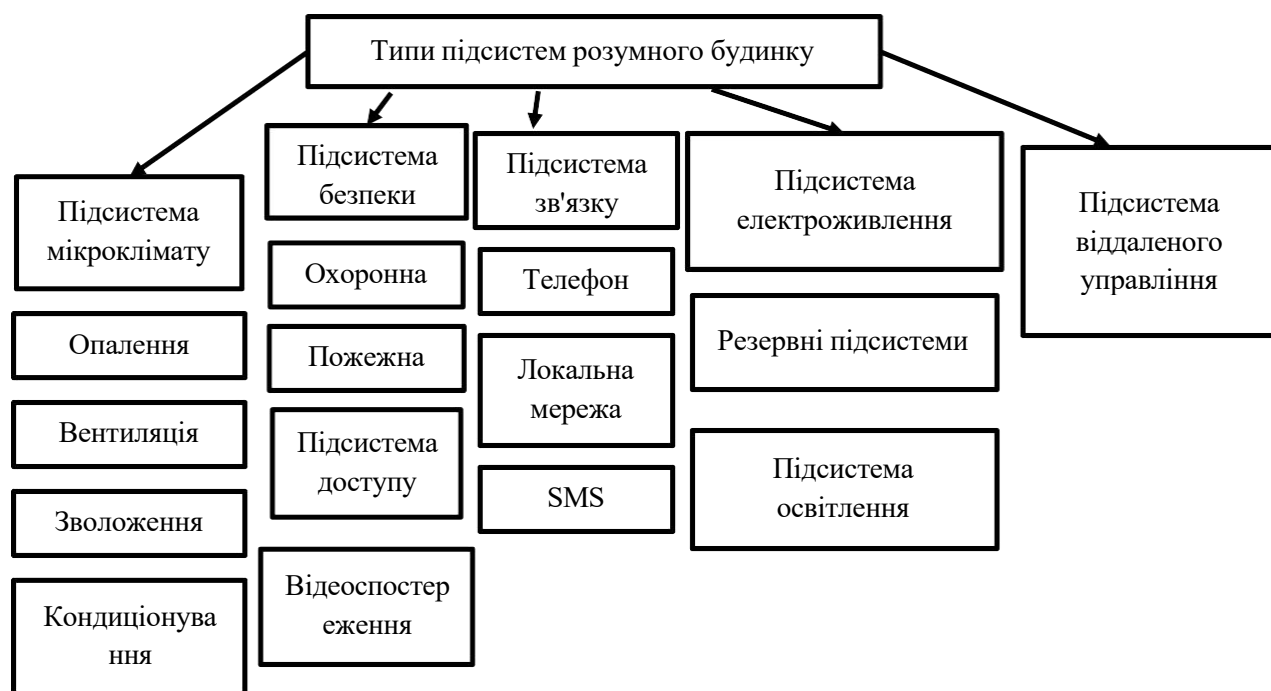 Типи підсистем розумного будинку
Підсистема
мікроклімату
Опалення
Вентиляція
Зволоження
Кондиціонува
ння
Підсистема
безпеки
Охоронна
Пожежна
Підсистема
доступу
Відеоспостер
еження
Підсистема
зв'язку
Телефон
Локальна
мережа
SMS
Підсистема
електроживлення
Резервні підсистеми
Підсистема
освітлення
Підсистема
віддаленого
управління